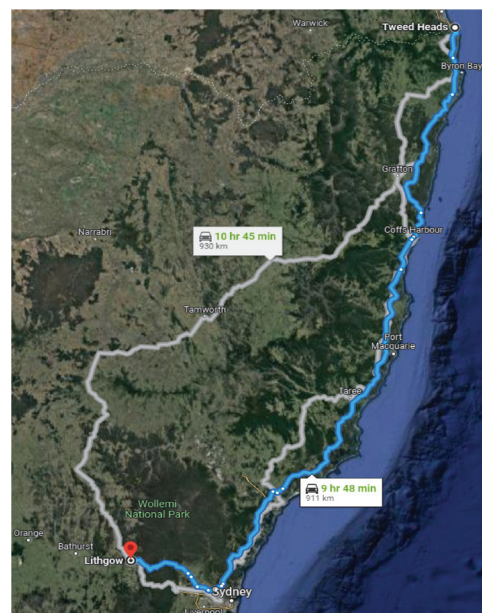 Warwick
Tweed Heads
Byron Bay
Grafton
Coffs Harbour
Narrabri
10 hr 45 min
930 km
Tamworth
Port
Macquarie
Taree
9 hr 48 min
911 km
Wollemi
National Park
Orange
Bathurst
Lithgow
Sydney
Liverpool